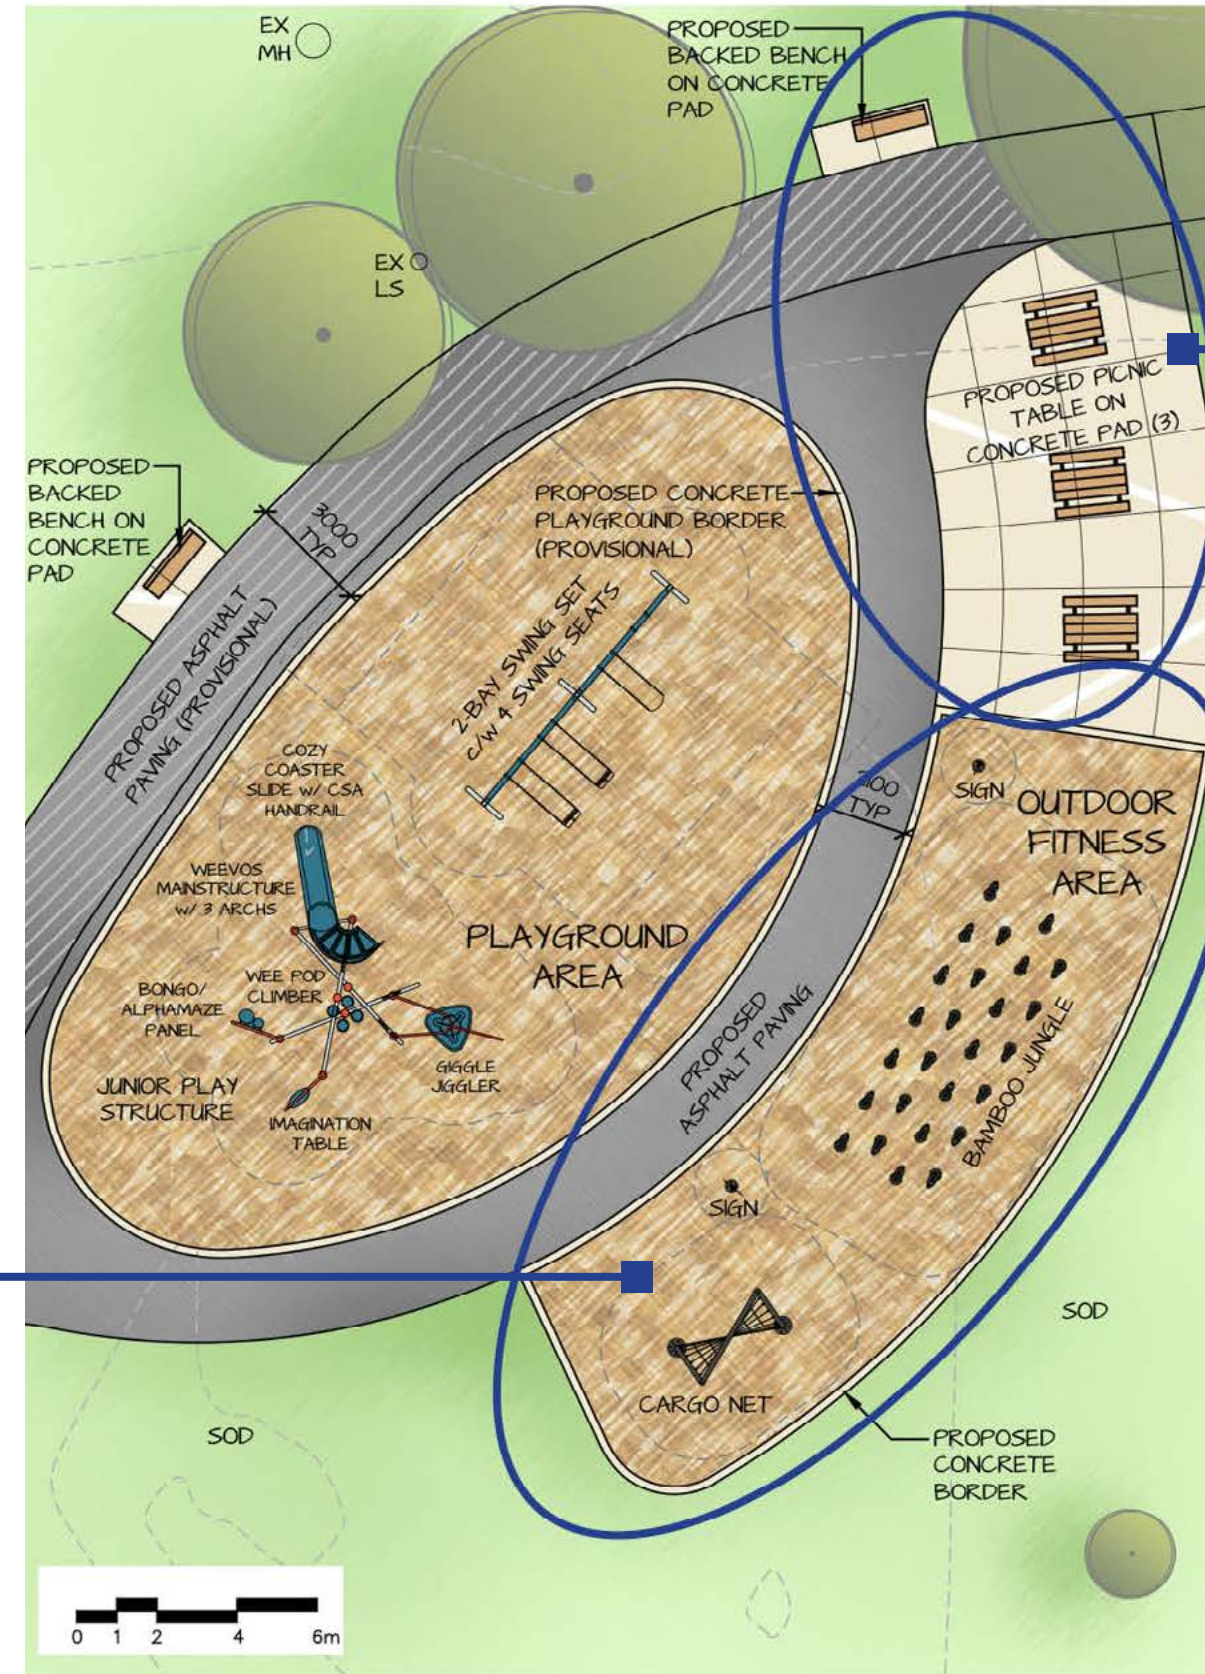 EX
MH
PROPOSED
BACKED BENCH
ON CONCRETE
PAD
EX
LS
PROPOSED PICNIC
TABLE ON
CONCRETE PAD (3)
PROPOSED
BACKED
BENCH ON
CONCRETE
PAD
3000
TYP
PROPOSED CONCRETE
PLAYGROUND BORDER
(PROVISIONAL)
PROPOSED ASPHALT
PAVING (PROVISIONAL)
2-BAY SWING SET
c/w 4 SWING SEATS
COZY
COASTER
SLIDE w/ CSA
HANDRAIL
TYP
SIGN
OUTDOOR
FITNESS
AREA
WEEVOS
MAINSTRUCTURE
w/ 3 ARCHS
PLAYGROUND
AREA
BONGO/
ALPHAMAZE
PANEL
WEE POD
CLIMBER
GIGGLE
JIGGLER
JUNIOR PLAY
STRUCTURE
IMAGINATION
TABLE
PROPOSED
ASPHALT PAVING
BAMBOO JUNGLE
SIGN
CARGO NET
SOD
SOD
PROPOSED
CONCRETE
BORDER
0 1 2 4 6m